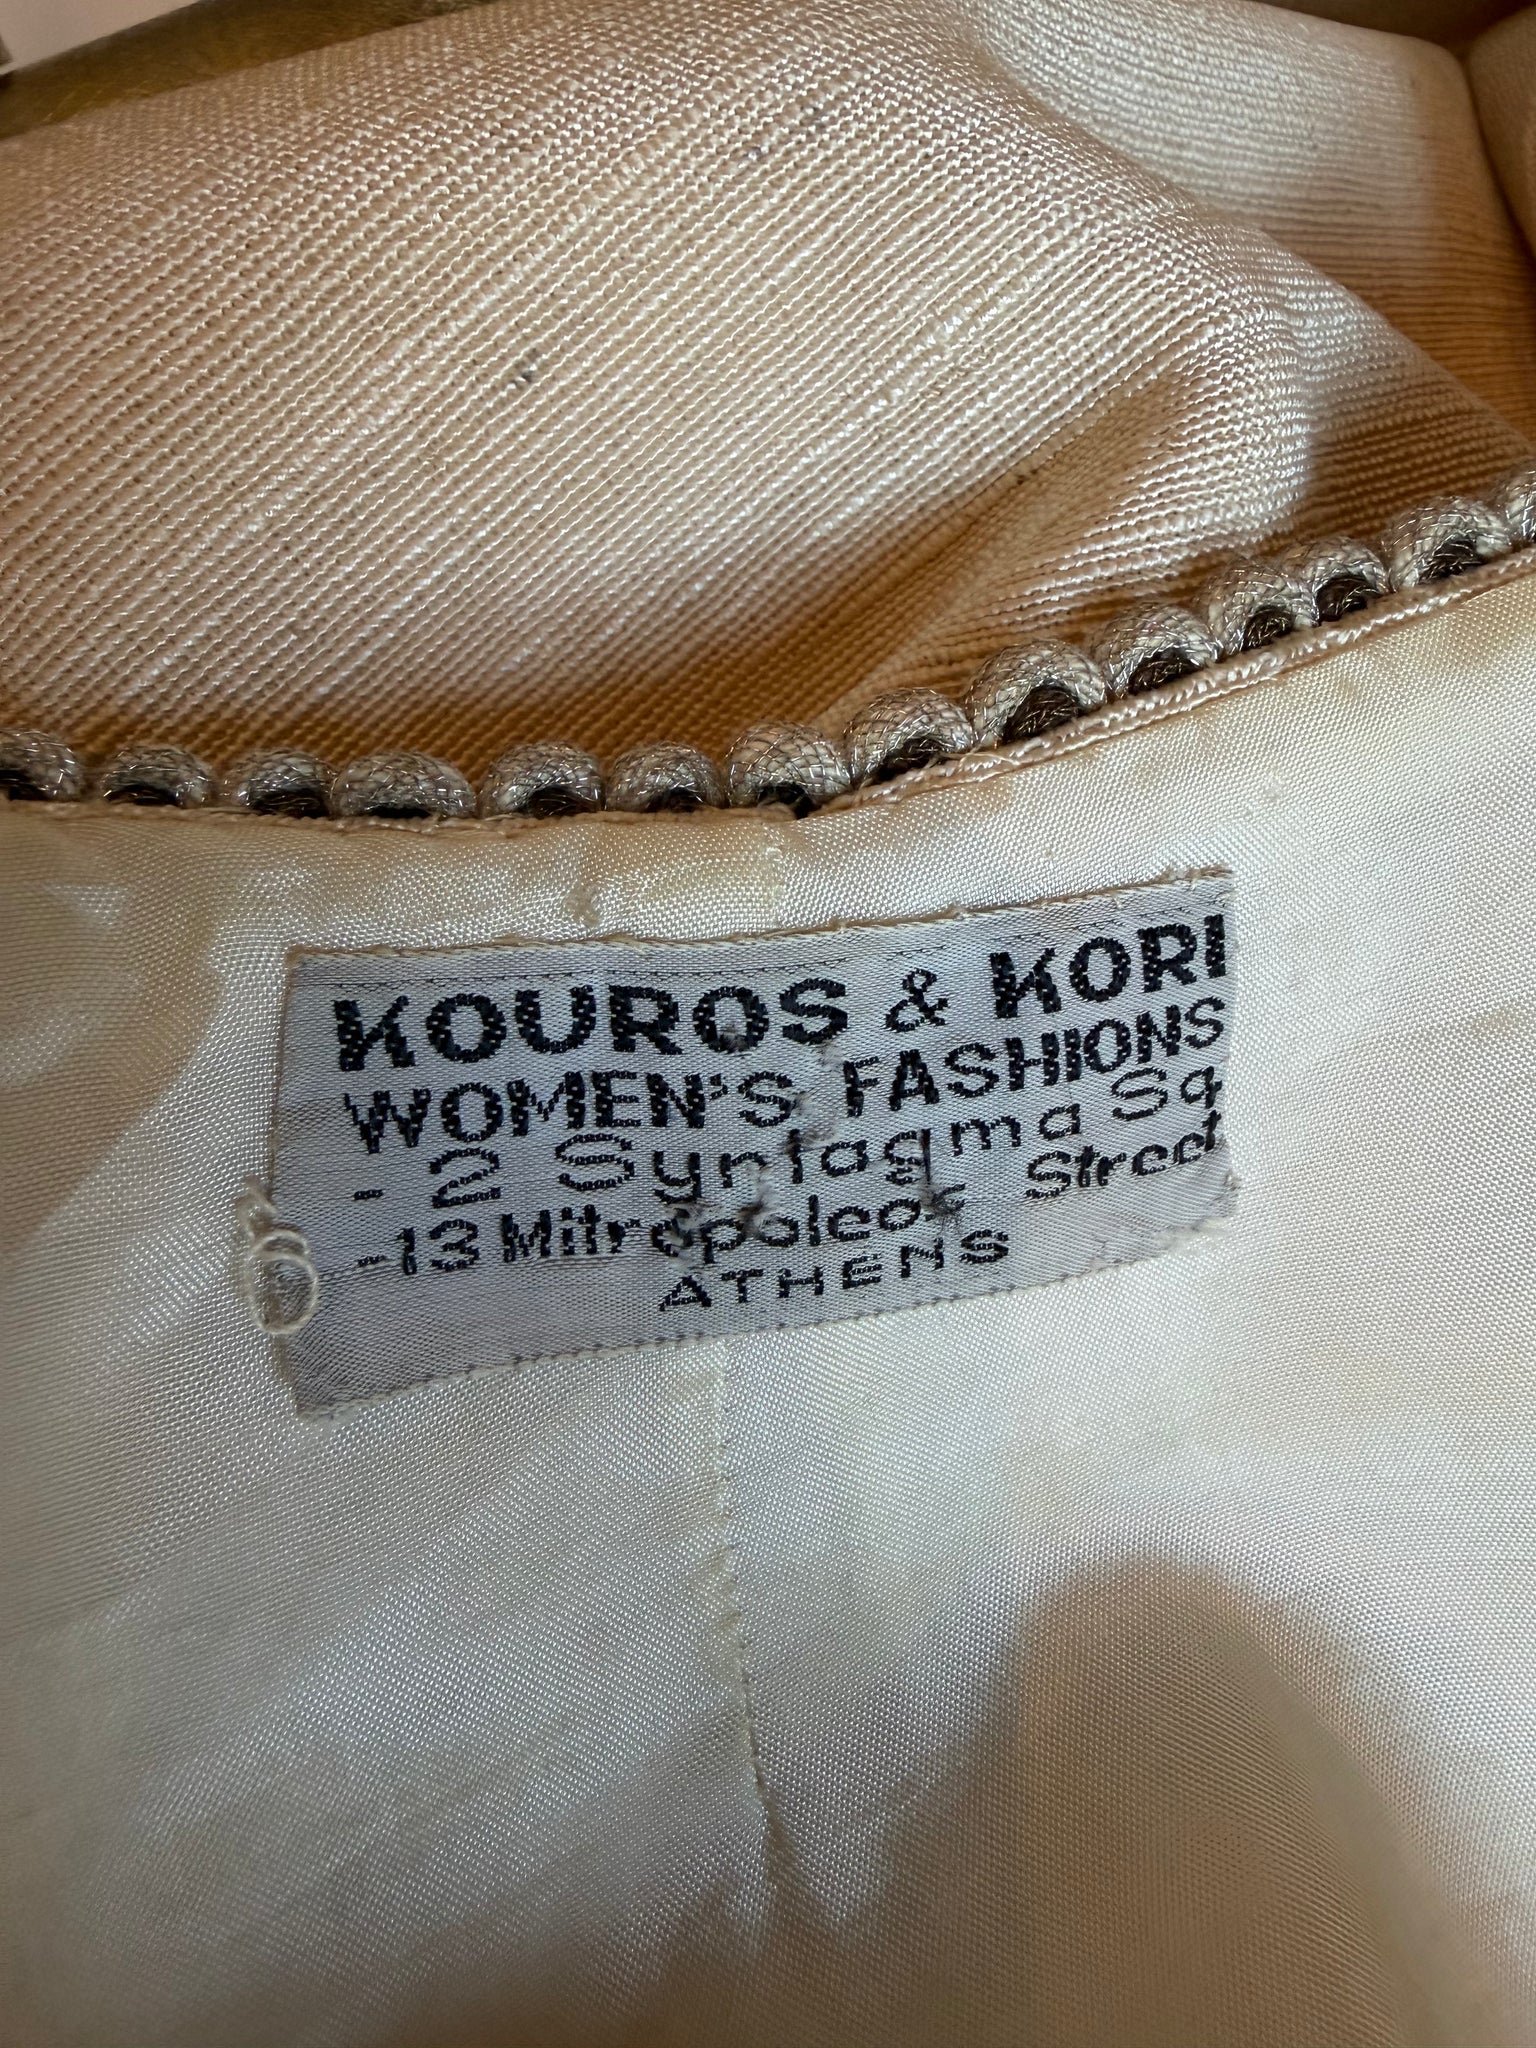 KOUROS & KORI
WOMEN'S FASHIONS
- 2 Syntagma Sq
-13 Mitropoleos Street
ATHENS